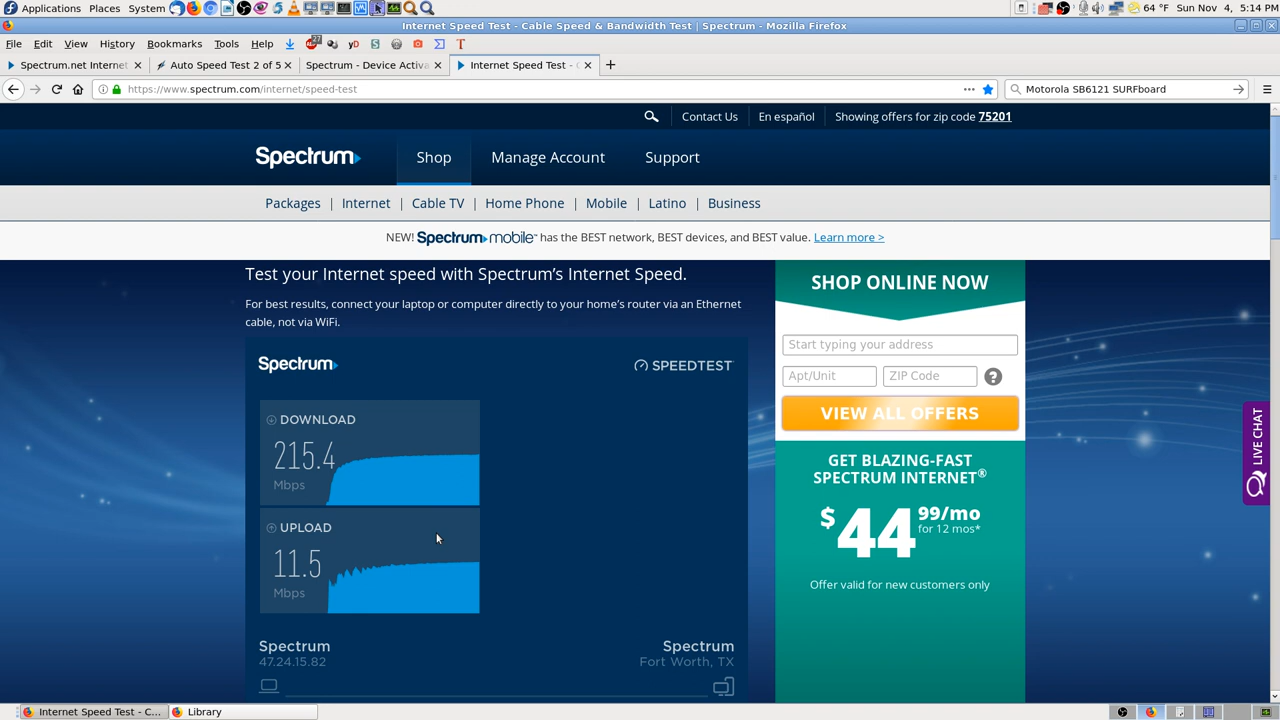 Applications Places System 64 °F Sun Nov 4, 5:14 PM
Internet Speed Test - Cable Speed & Bandwidth Test | Spectrum - Mozilla Firefox
File Edit View History Bookmarks Tools Help 27 yD S T
Spectrum.net Internet Auto Speed Test 2 of 5 Spectrum - Device Activa Internet Speed Test -
https://www.spectrum.com/internet/speed-test Motorola SB6121 SURFboard
Contact Us En español Showing offers for zip code 75201
Spectrum Shop Manage Account Support
Packages | Internet | Cable TV | Home Phone | Mobile | Latino | Business
NEW! Spectrum mobile™ has the BEST network, BEST devices, and BEST value. Learn more >
Test your Internet speed with Spectrum’s Internet Speed.
For best results, connect your laptop or computer directly to your home’s router via an Ethernet
cable, not via WiFi.
Spectrum SPEEDTEST
DOWNLOAD
215.4
Mbps
UPLOAD
11.5
Mbps
Spectrum
47.24.15.82
Spectrum
Fort Worth, TX
SHOP ONLINE NOW
Start typing your address
Apt/Unit ZIP Code ?
VIEW ALL OFFERS
GET BLAZING-FAST
SPECTRUM INTERNET®
$44 99/mo
for 12 mos*
Offer valid for new customers only
LIVE CHAT
Internet Speed Test - C... Library